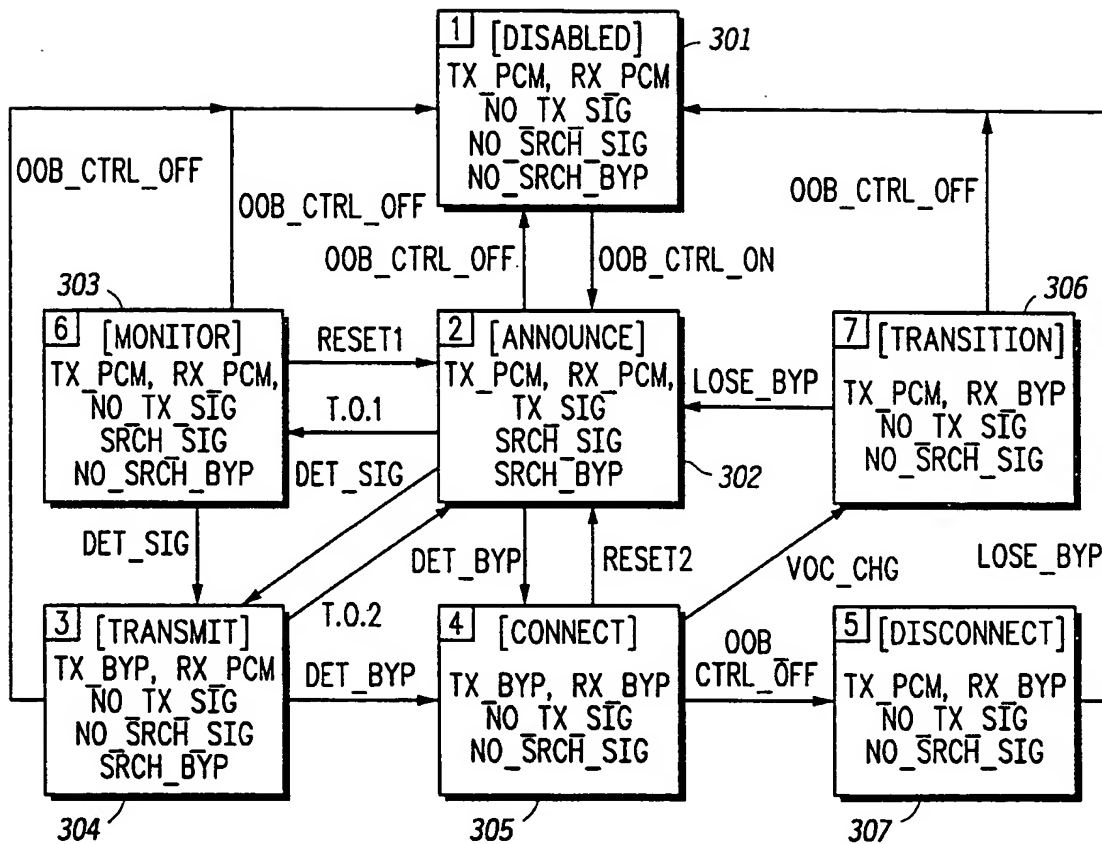 1 [DISABLED]
TX_PCM, RX_PCM
NO_TX_SIG
NO_SRCH_SIG
NO_SRCH_BYP
301
OOB_CTRL_OFF
OOB_CTRL_OFF
OOB_CTRL_OFF
OOB_CTRL_ON
OOB_CTRL_OFF
303
6 [MONITOR]
TX_PCM, RX_PCM,
NO_TX_SIG
SRCH_SIG
NO_SRCH_BYP
RESET1
T.O.1
DET_SIG
2 [ANNOUNCE]
TX_PCM, RX_PCM,
TX_SIG
SRCH_SIG
SRCH_BYP
302
LOSE_BYP
306
7 [TRANSITION]
TX_PCM, RX_BYP
NO_TX_SIG
NO_SRCH_SIG
DET_SIG
T.O.2
DET_BYP
RESET2
VOC_CHG
LOSE_BYP
3 [TRANSMIT]
TX_BYP, RX_PCM
NO_TX_SIG
NO_SRCH_SIG
SRCH_BYP
304
DET_BYP
4 [CONNECT]
TX_BYP, RX_BYP
NO_TX_SIG
NO_SRCH_SIG
305
OOB
CTRL_OFF
5 [DISCONNECT]
TX_PCM, RX_BYP
NO_TX_SIG
NO_SRCH_SIG
307